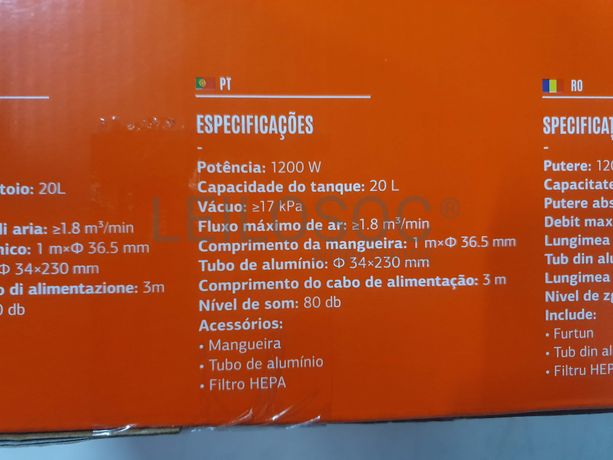 PT
ESPECIFICAÇÕES
-
Potência: 1200 W
Capacidade do tanque: 20 L
Vácuo: ≥17 kPa
Fluxo máximo de ar: ≥1.8 m³/min
Comprimento da mangueira: 1 m×Φ 36.5 mm
Tubo de alumínio: Φ 34×230 mm
Comprimento do cabo de alimentação: 3 m
Nível de som: 80 db
Acessórios:
• Mangueira
• Tubo de alumínio
• Filtro HEPA
toio: 20L
di aria: ≥1.8 m³/min
nico: 1 m×Φ 36.5 mm
Φ 34×230 mm
o di alimentazione: 3m
0 db
RO
SPECIFICAȚ
-
Putere: 120
Capacitate
Putere abs
Debit max
Lungimea
Tub din alu
Lungimea
Nivel de zg
Include:
• Furtun
• Tub din al
• Filtru HEP
LEILOSOC®